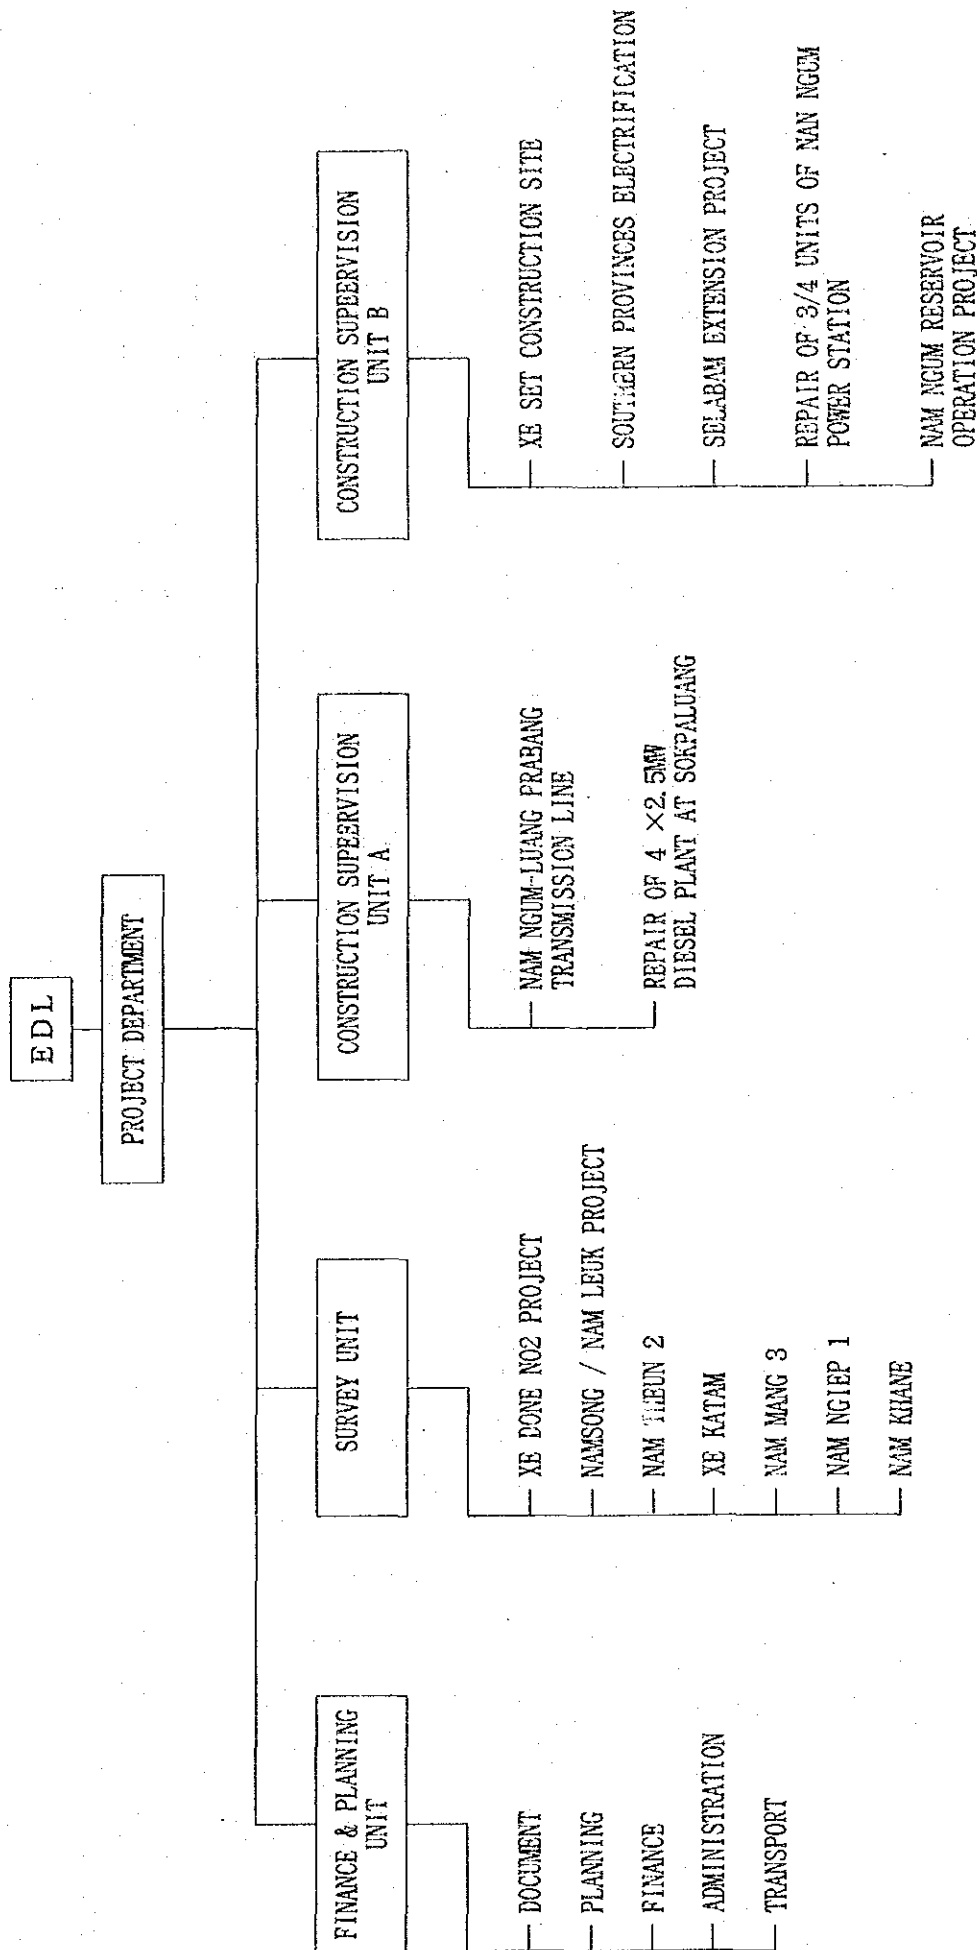 EDL
PROJECT DEPARTMENT
FINANCE & PLANNING
UNIT
DOCUMENT
PLANNING
FINANCE
ADMINISTRATION
TRANSPORT
SURVEY UNIT
XE DONE NO2 PROJECT
NAMSONG / NAM LEUK PROJECT
NAM THEUN 2
XE KATAM
NAM MANG 3
NAM NGIEP 1
NAM KHANE
CONSTRUCTION SUPEERVISION
UNIT A
NAM NGUM-LUANG PRABANG
TRANSMISSION LINE
REPAIR OF 4 ×2.5MW
DIESEL PLANT AT SOKPALUANG
CONSTRUCTION SUPEERVISION
UNIT B
XE SET CONSTRUCTION SITE
SOUTHERN PROVINCES ELECTRIFICATION
SELABAM EXTENSION PROJECT
REPAIR OF 3/4 UNITS OF NAN NGUM
POWER STATION
NAM NGUM RESERVOIR
OPERATION PROJECT